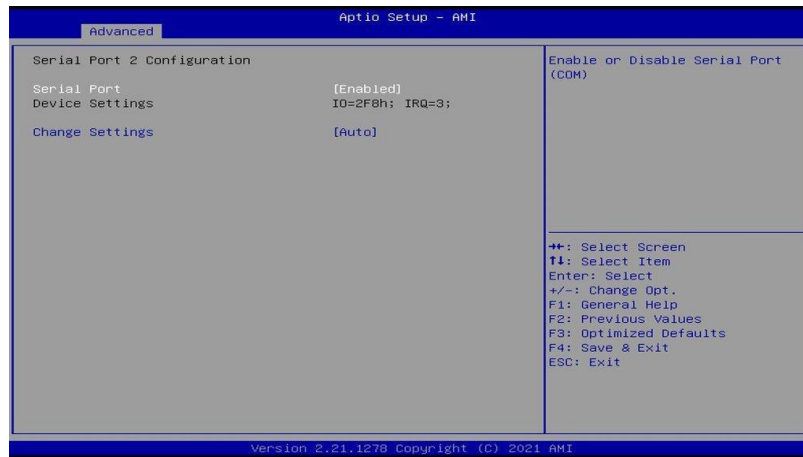 Aptio Setup – AMI
Advanced
Serial Port 2 Configuration
Serial Port [Enabled]
Device Settings IO=2F8h; IRQ=3;
Change Settings [Auto]
Enable or Disable Serial Port
(COM)
→←: Select Screen
↑↓: Select Item
Enter: Select
+/-: Change Opt.
F1: General Help
F2: Previous Values
F3: Optimized Defaults
F4: Save & Exit
ESC: Exit
Version 2.21.1278 Copyright (C) 2021 AMI